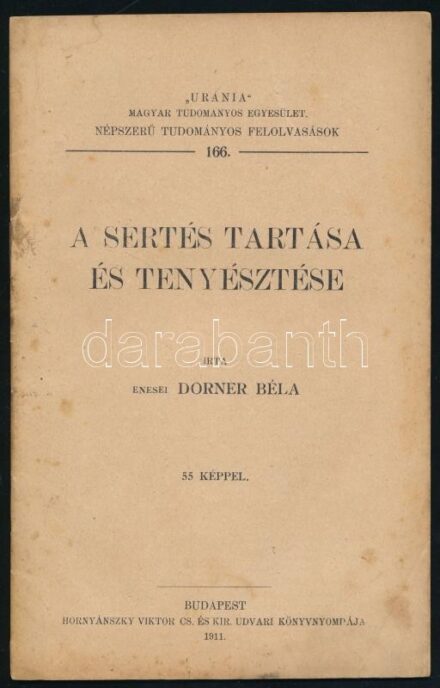 „URÁNIA“
MAGYAR TUDOMÁNYOS EGYESÜLET.
NÉPSZERŰ TUDOMÁNYOS FELOLVASÁSOK
166.
A SERTÉS TARTÁSA
ÉS TENYÉSZTÉSE
darabanth
IRTA
ENESEI DORNER BÉLA
55 KÉPPEL.
BUDAPEST
HORNYÁNSZKY VIKTOR CS. ÉS KIR. UDVARI KÖNYVNYOMDÁJA
1911.